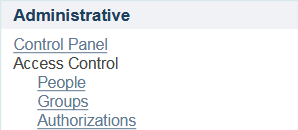 Administrative
Control Panel
Access Control
People
Groups
Authorizations